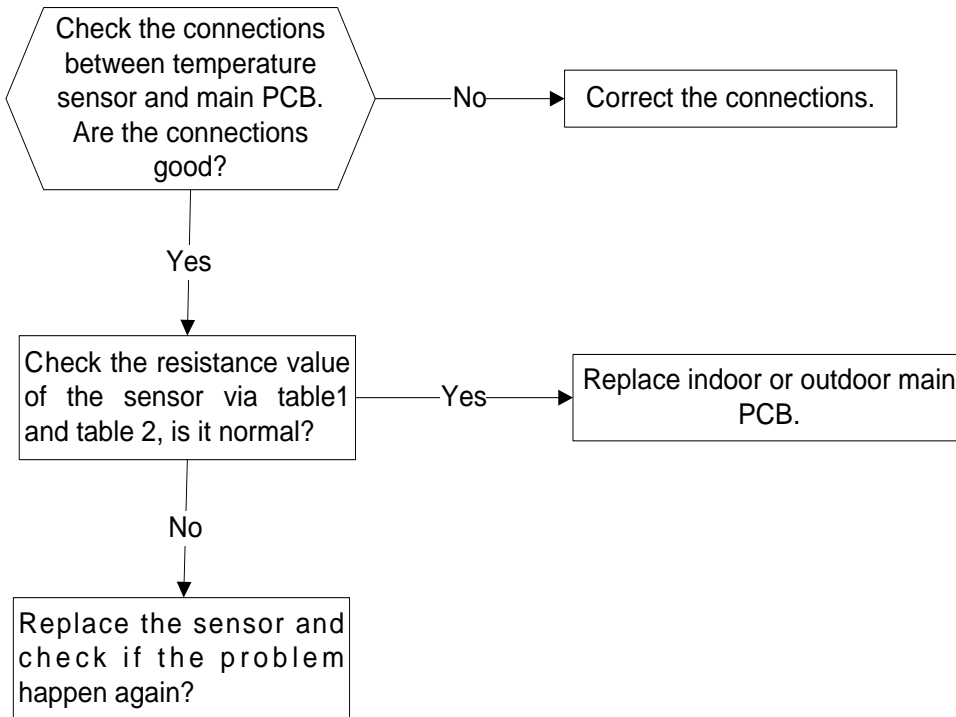 Check the connections
between temperature
sensor and main PCB.
Are the connections
good?
No
Correct the connections.
Yes
Check the resistance value
of the sensor via table1
and table 2, is it normal?
Yes
Replace indoor or outdoor main
PCB.
No
Replace the sensor and
check if the problem
happen again?